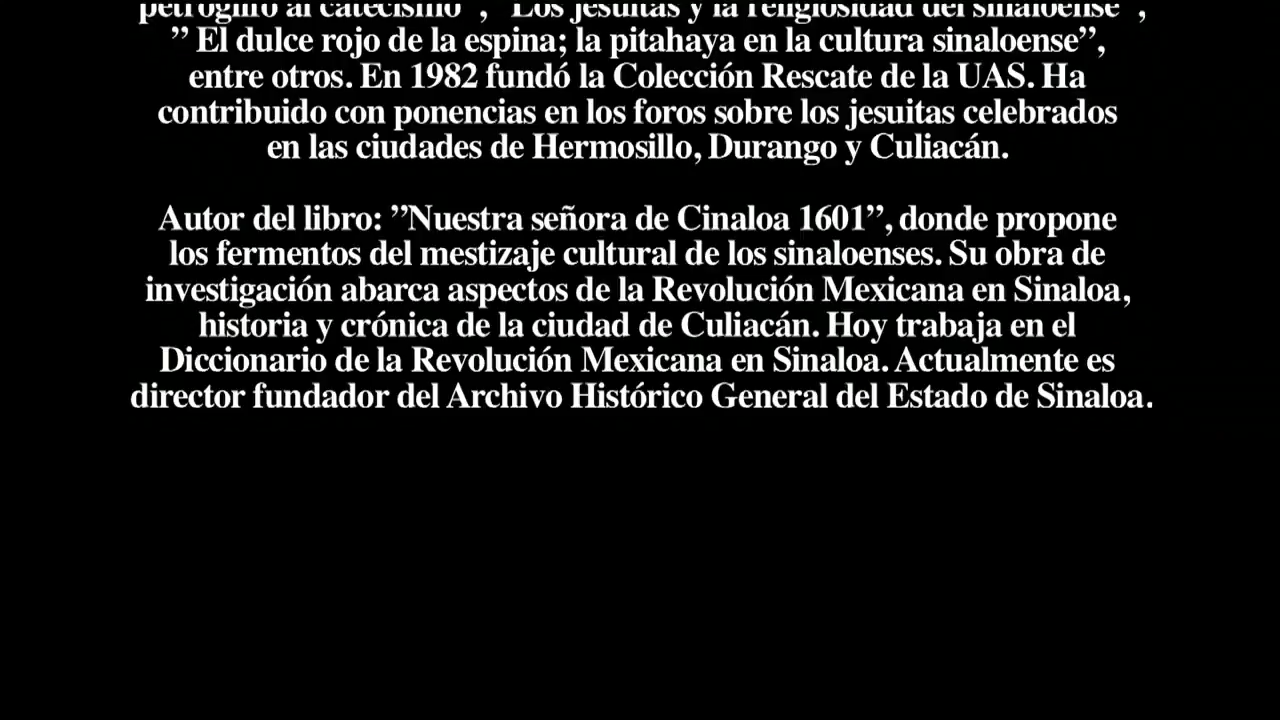 petroglifo al catecismo”, ”Los jesuitas y la religiosidad del sinaloense”,
” El dulce rojo de la espina; la pitahaya en la cultura sinaloense”,
entre otros. En 1982 fundó la Colección Rescate de la UAS. Ha
contribuido con ponencias en los foros sobre los jesuitas celebrados
en las ciudades de Hermosillo, Durango y Culiacán.
Autor del libro: ”Nuestra señora de Cinaloa 1601”, donde propone
los fermentos del mestizaje cultural de los sinaloenses. Su obra de
investigación abarca aspectos de la Revolución Mexicana en Sinaloa,
historia y crónica de la ciudad de Culiacán. Hoy trabaja en el
Diccionario de la Revolución Mexicana en Sinaloa. Actualmente es
director fundador del Archivo Histórico General del Estado de Sinaloa.